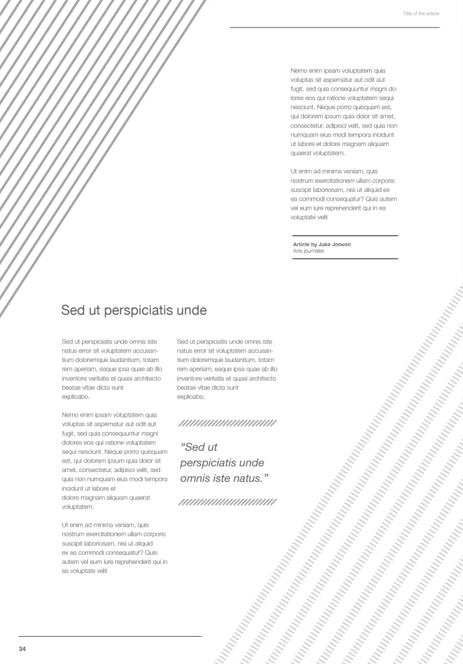 Title of the article
Nemo enim ipsam voluptatem quia
voluptas sit aspernatur aut odit aut
fugit, sed quia consequuntur magni do-
lores eos qui ratione voluptatem sequi
nesciunt. Neque porro quisquam est,
qui dolorem ipsum quia dolor sit amet,
consectetur, adipisci velit, sed quia non
numquam eius modi tempora incidunt
ut labore et dolore magnam aliquam
quaerat voluptatem.
Ut enim ad minima veniam, quis
nostrum exercitationem ullam corporis
suscipit laboriosam, nisi ut aliquid ex
ea commodi consequatur? Quis autem
vel eum iure reprehenderit qui in ea
voluptate velit
Article by Jake Jonson
Arts journalist
Sed ut perspiciatis unde
Sed ut perspiciatis unde omnis iste
natus error sit voluptatem accusan-
tium doloremque laudantium, totam
rem aperiam, eaque ipsa quae ab illo
inventore veritatis et quasi architecto
beatae vitae dicta sunt
explicabo.
Nemo enim ipsam voluptatem quia
voluptas sit aspernatur aut odit aut
fugit, sed quia consequuntur magni
dolores eos qui ratione voluptatem
sequi nesciunt. Neque porro quisquam
est, qui dolorem ipsum quia dolor sit
amet, consectetur, adipisci velit, sed
quia non numquam eius modi tempora
incidunt ut labore et
dolore magnam aliquam quaerat
voluptatem.
Ut enim ad minima veniam, quis
nostrum exercitationem ullam corporis
suscipit laboriosam, nisi ut aliquid
ex ea commodi consequatur? Quis
autem vel eum iure reprehenderit qui in
ea voluptate velit
Sed ut perspiciatis unde omnis iste
natus error sit voluptatem accusan-
tium doloremque laudantium, totam
rem aperiam, eaque ipsa quae ab illo
inventore veritatis et quasi architecto
beatae vitae dicta sunt
explicabo.
“Sed ut
perspiciatis unde
omnis iste natus.”
34